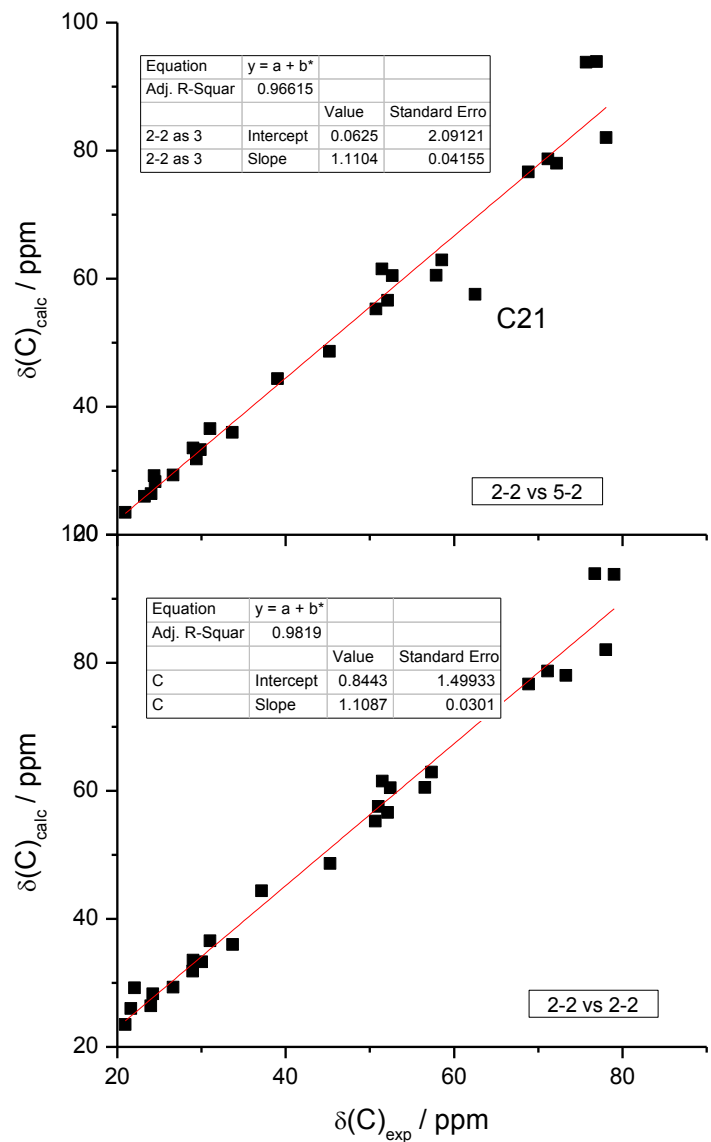 100
Equation y = a + b*
Adj. R-Squar 0.96615
Value Standard Erro
2-2 as 3 Intercept 0.0625 2.09121
2-2 as 3 Slope 1.1104 0.04155
80
60
δ(C)calc / ppm
C21
40
2-2 vs 5-2
20
100
Equation y = a + b*
Adj. R-Squar 0.9819
Value Standard Erro
C Intercept 0.8443 1.49933
C Slope 1.1087 0.0301
80
60
δ(C)calc / ppm
40
2-2 vs 2-2
20
20 40 60 80
δ(C)exp / ppm